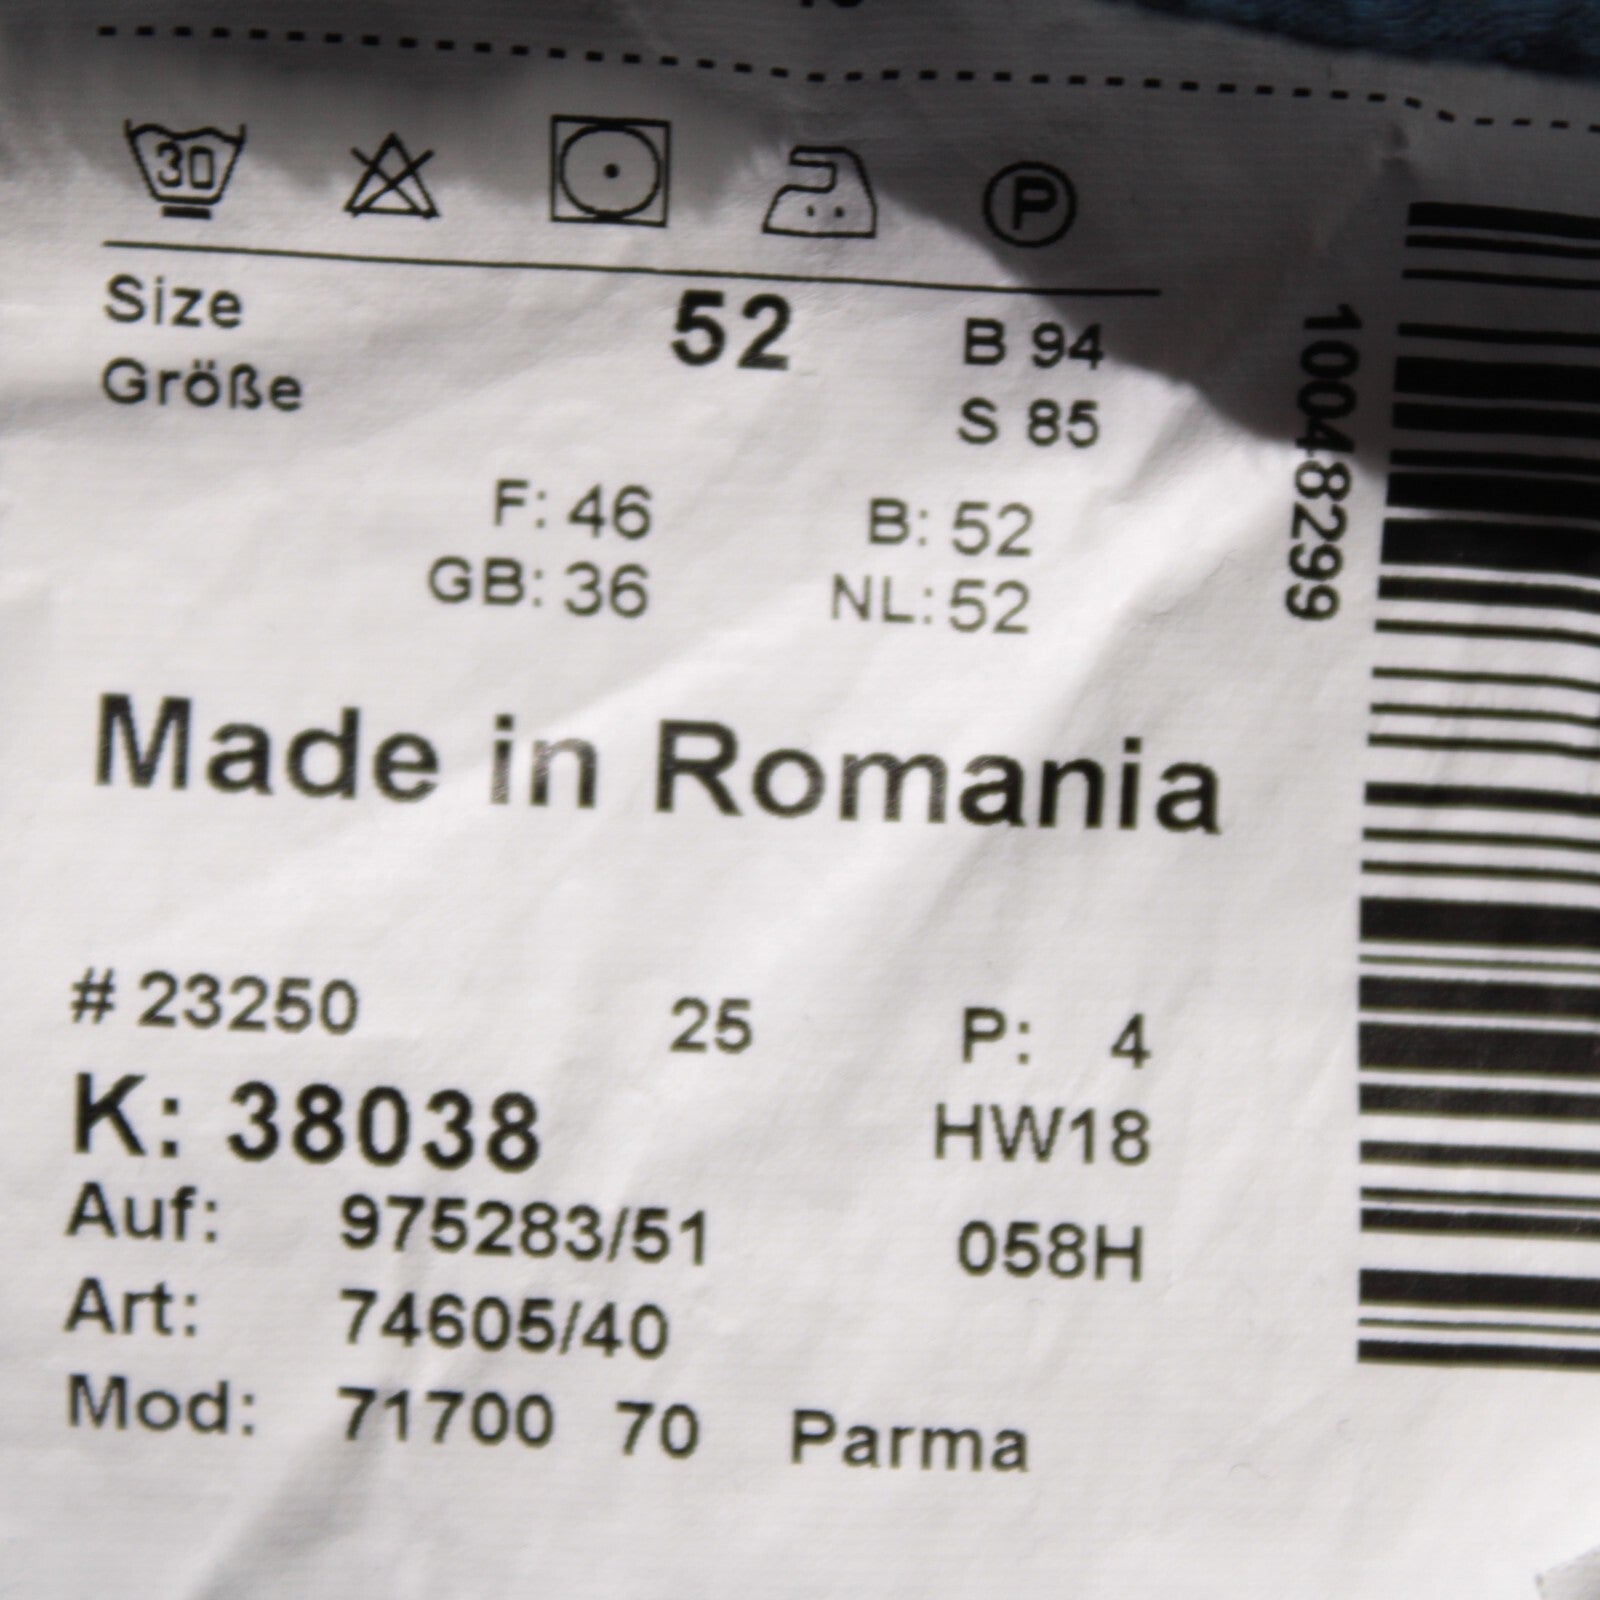 30
P
Size 52 B 94
Größe S 85
F: 46 B: 52
GB: 36 NL: 52
Made in Romania
# 23250 25 P: 4
K: 38038 HW18
Auf: 975283/51 058H
Art: 74605/40
Mod: 71700 70 Parma
10048299